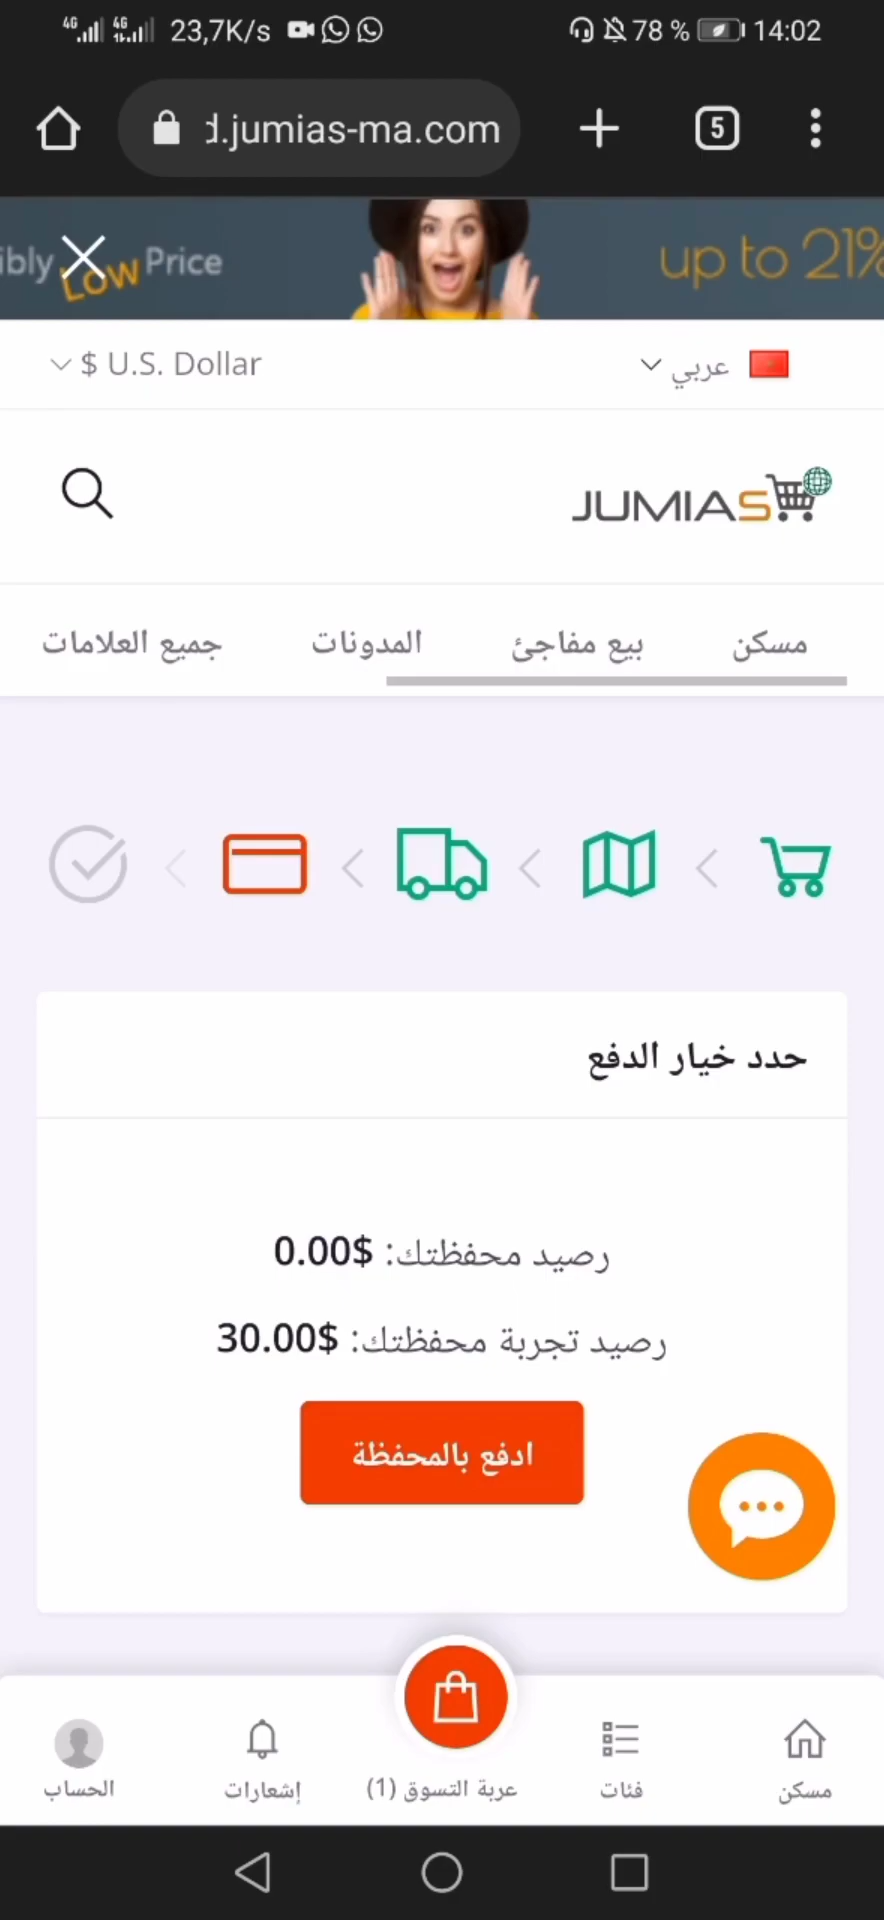 4G 4G 23,7K/s 78 % 14:02
d.jumias-ma.com 5
ibly LOW Price up to 21%
$ U.S. Dollar عربي
JUMIAS
مسكن بيع مفاجئ المدونات جميع العلامات
حدد خيار الدفع
رصيد محفظتك: $0.00
رصيد تجربة محفظتك: $30.00
ادفع بالمحفظة
مسكن فئات عربة التسوق (1) إشعارات الحساب